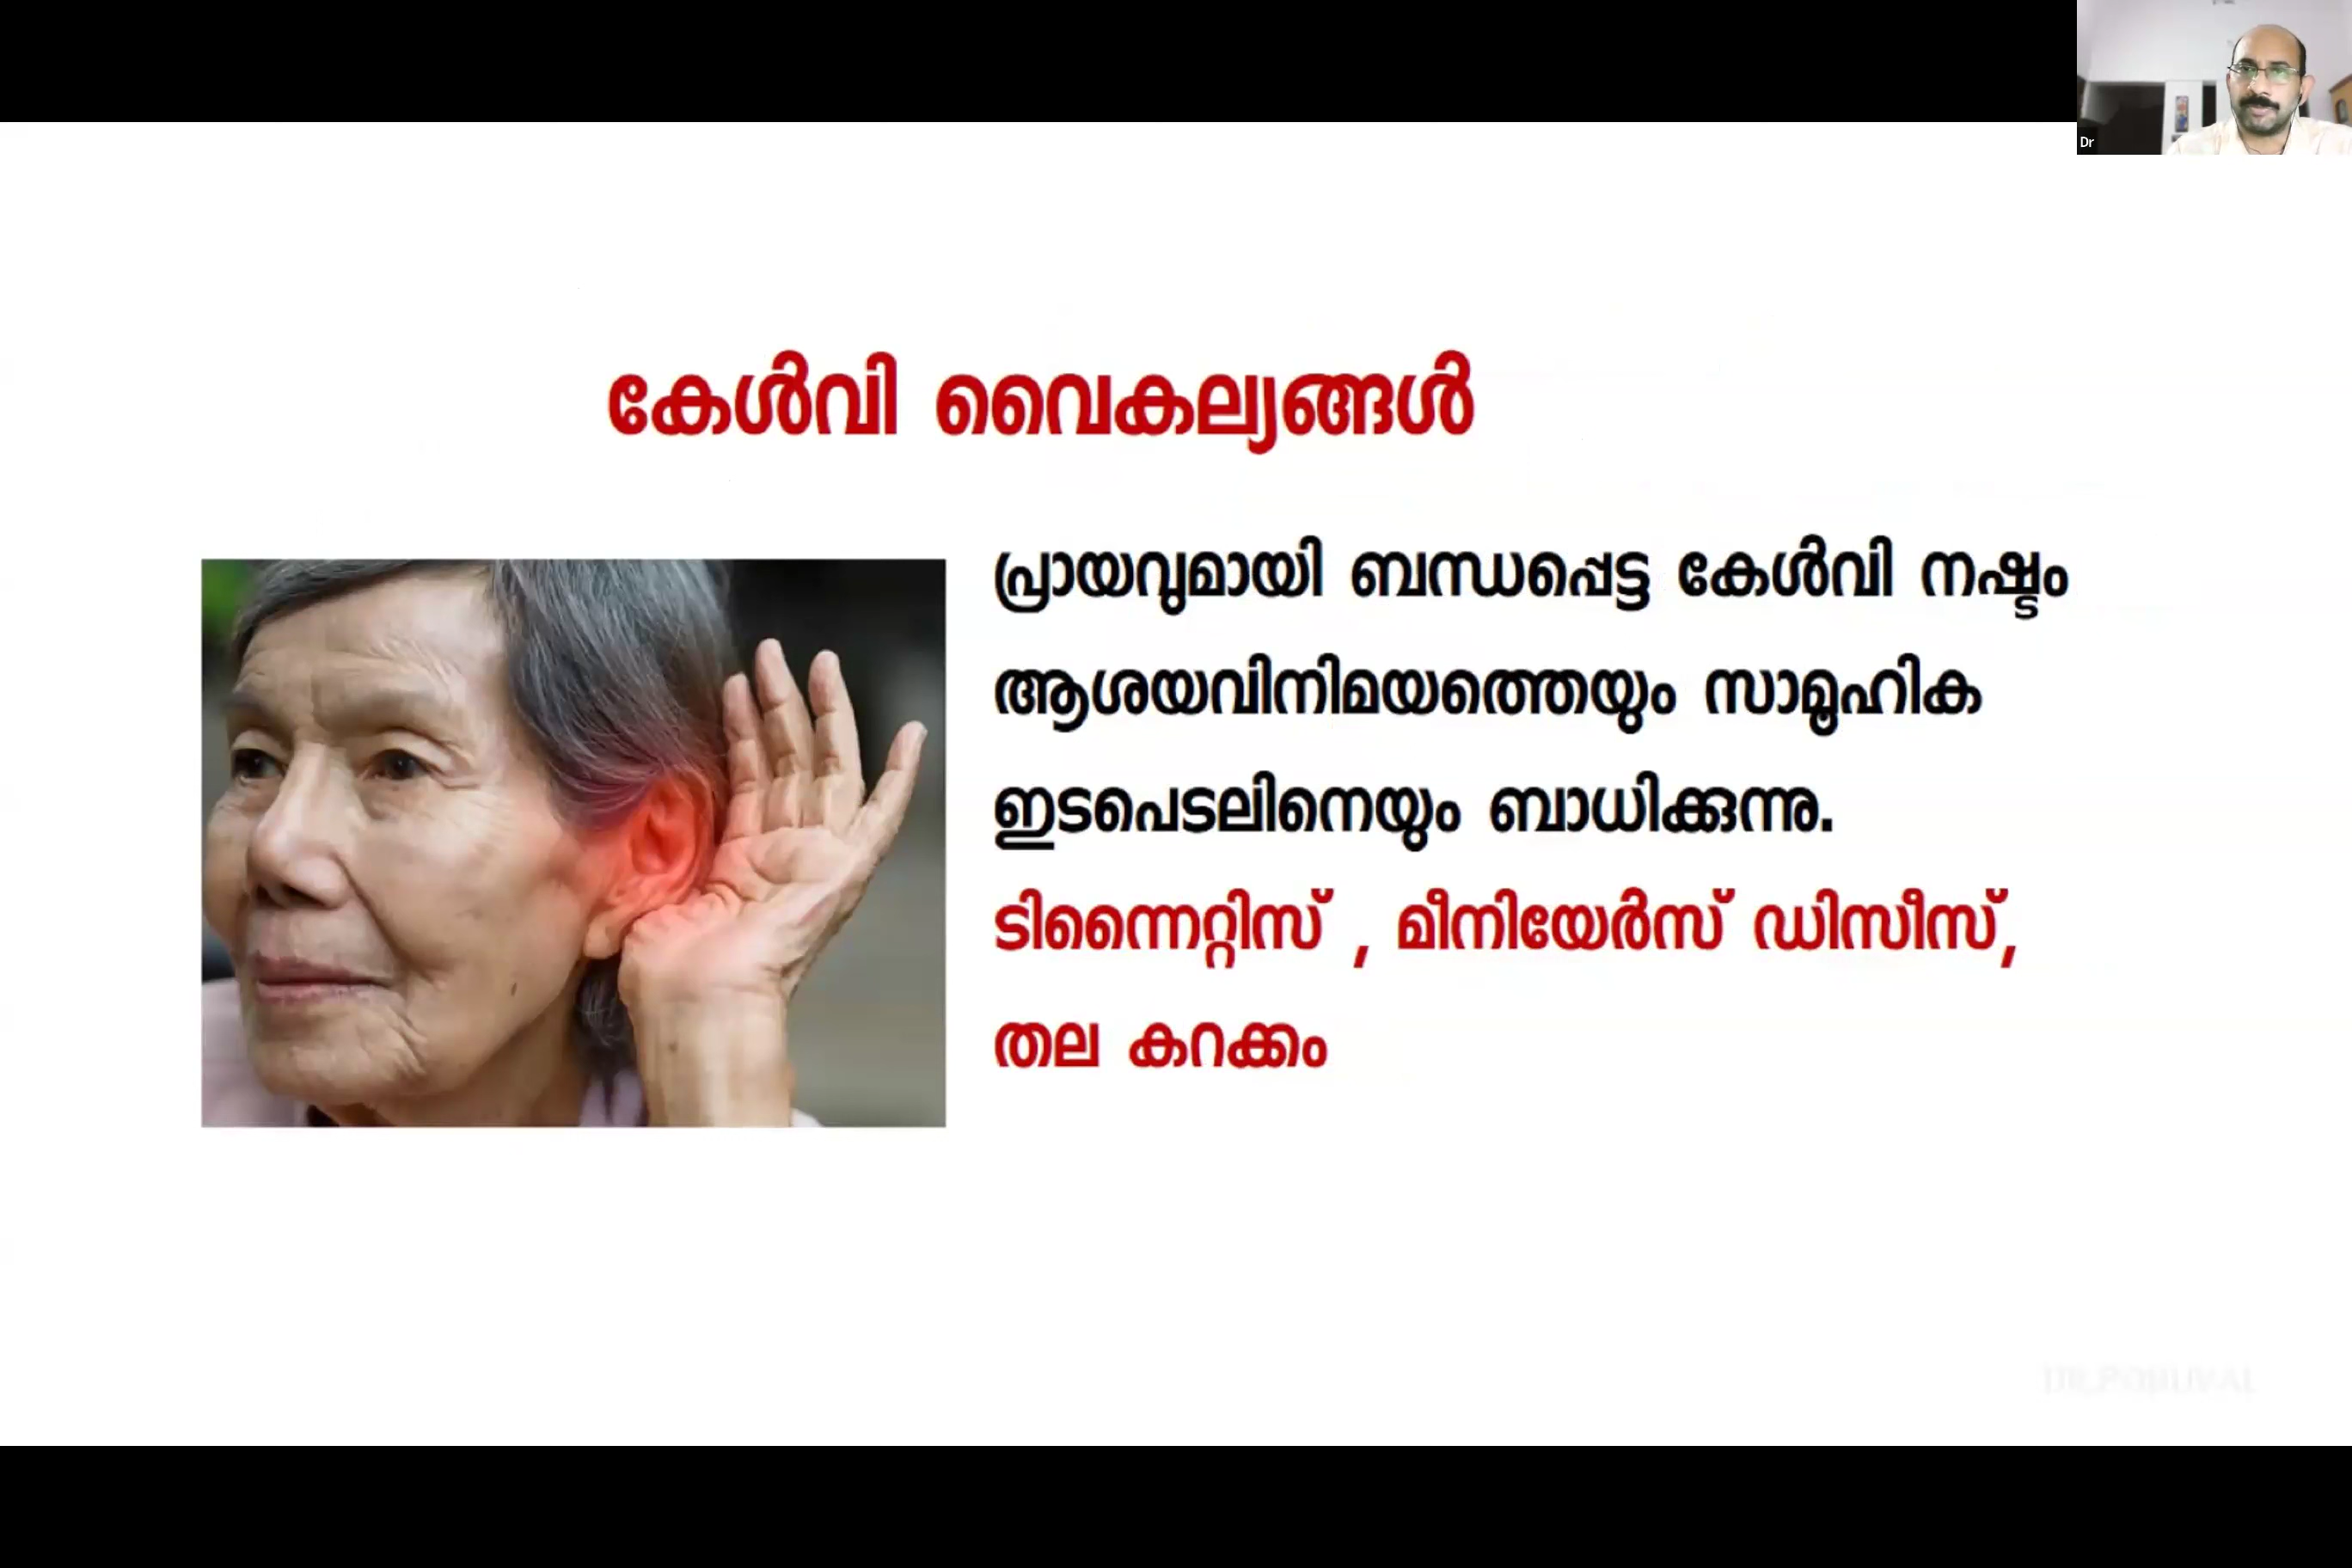 Dr
കേൾവി വൈകല്യങ്ങൾ
പ്രായവുമായി ബന്ധപ്പെട്ട കേൾവി നഷ്ടം
ആശയവിനിമയത്തെയും സാമൂഹിക
ഇടപെടലിനെയും ബാധിക്കുന്നു.
ടിന്നൈറ്റിസ് , മീനിയേർസ് ഡിസീസ്,
തല കറക്കം